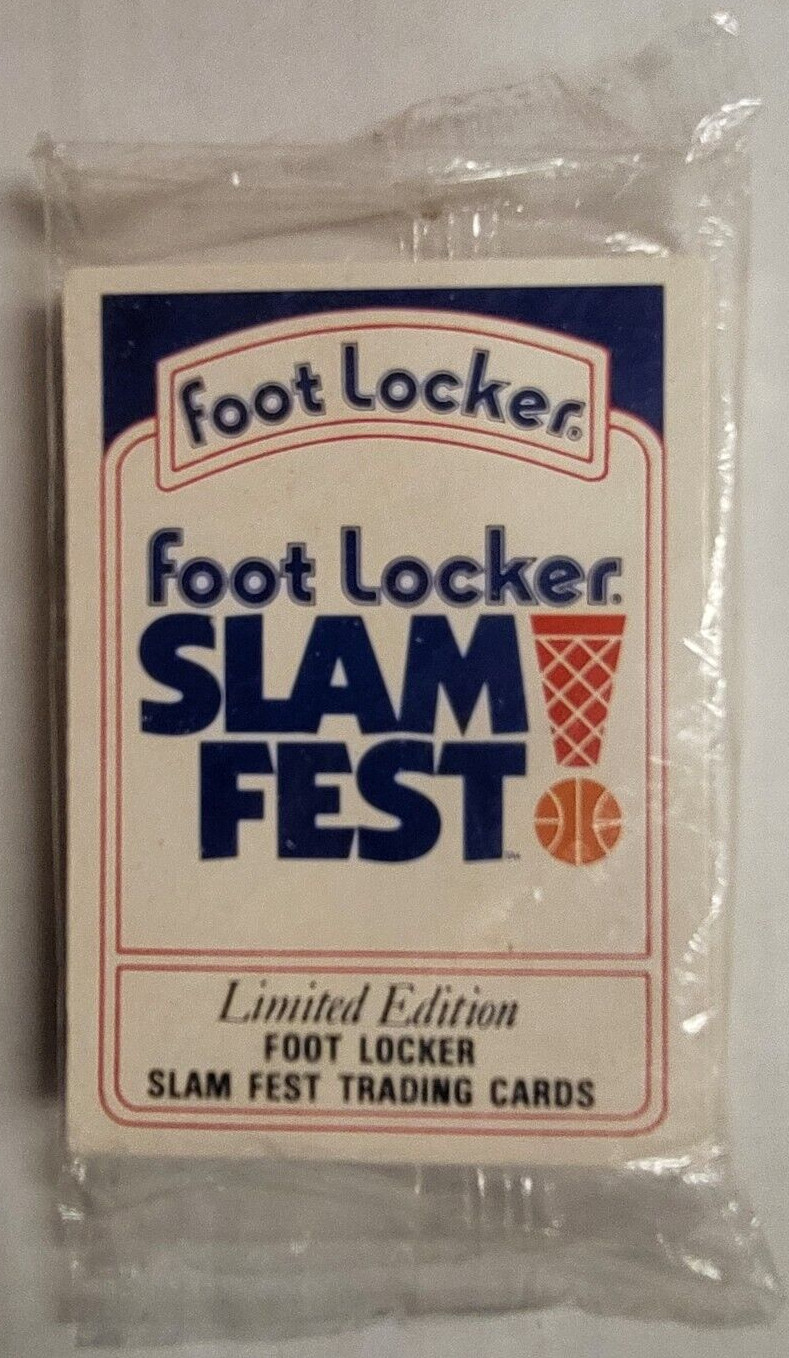 foot Locker®
foot Locker.
SLAM
FEST
Limited Edition
FOOT LOCKER
SLAM FEST TRADING CARDS